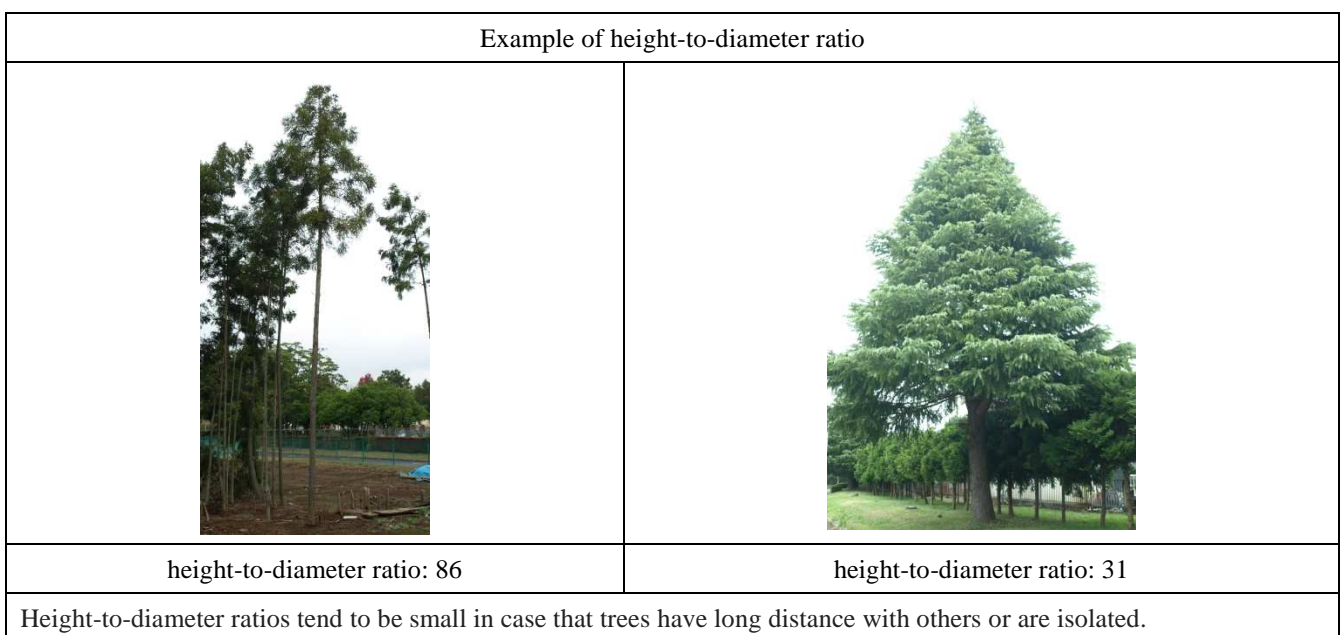 Example of height-to-diameter ratio
height-to-diameter ratio: 86
height-to-diameter ratio: 31
Height-to-diameter ratios tend to be small in case that trees have long distance with others or are isolated.